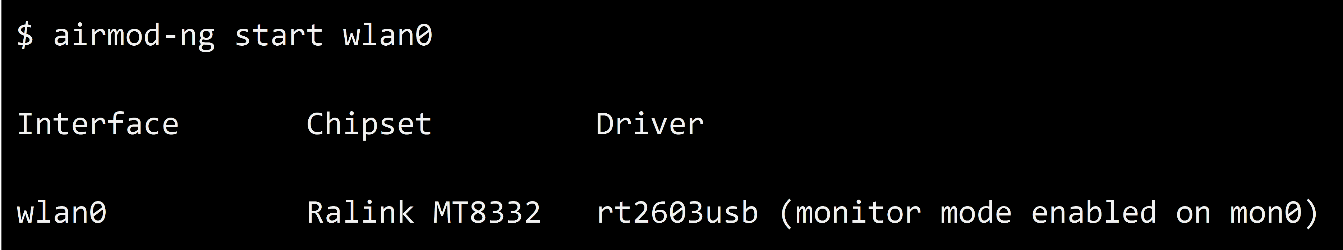 $ airmod-ng start wlan0
Interface Chipset Driver
wlan0 Ralink MT8332 rt2603usb (monitor mode enabled on mon0)